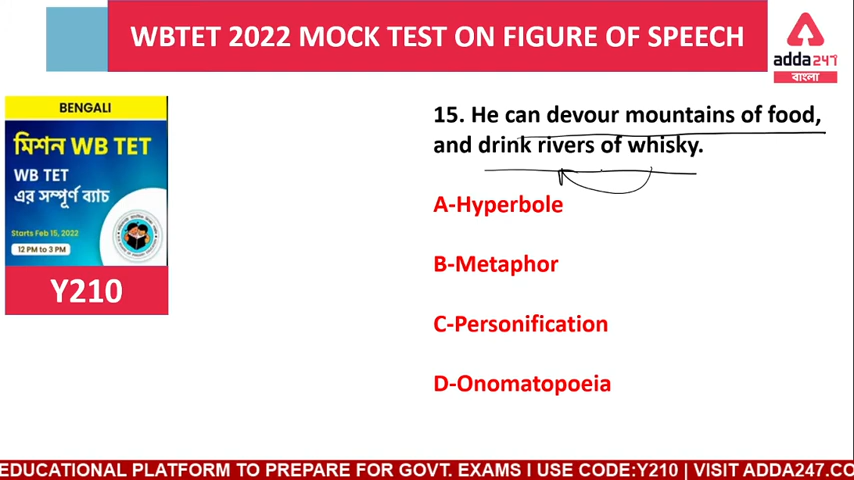 WBTET 2022 MOCK TEST ON FIGURE OF SPEECH
adda247
বাংলা
BENGALI
মিশন WB TET
WB TET
এর সম্পূর্ণ ব্যাচ
Starts Feb 15, 2022
12 PM to 3 PM
Y210
15. He can devour mountains of food,
and drink rivers of whisky.
A-Hyperbole
B-Metaphor
C-Personification
D-Onomatopoeia
EDUCATIONAL PLATFORM TO PREPARE FOR GOVT. EXAMS I USE CODE:Y210 | VISIT ADDA247.CO